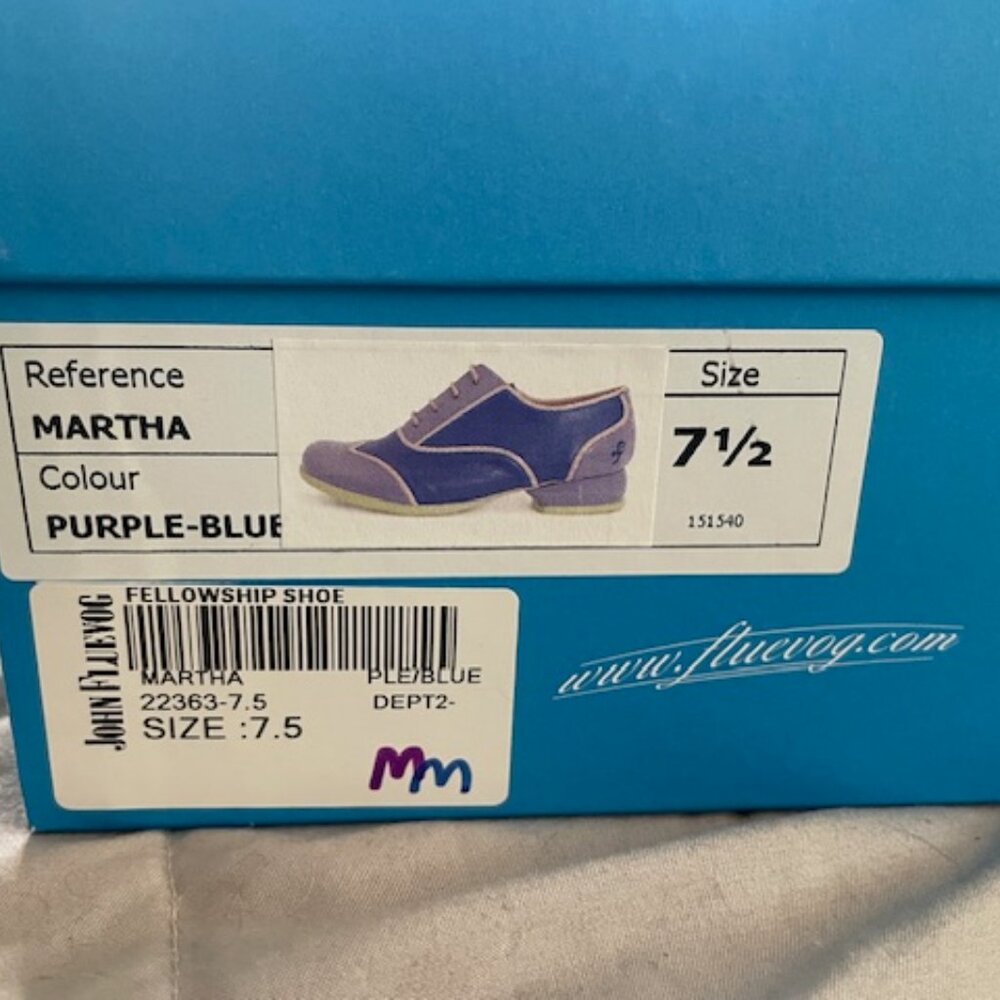 Reference
MARTHA
Colour
PURPLE-BLUE
Size
7½
151540
JOHN FLUEVOG
FELLOWSHIP SHOE
MARTHA PLE/BLUE
22363-7.5 DEPT2-
SIZE :7.5
Mm
www.fluevog.com